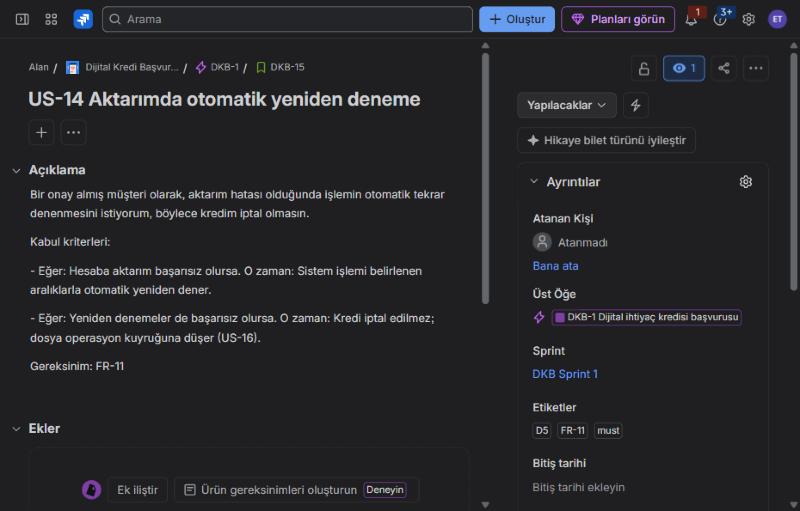 Arama
+ Oluştur
Planları görün
1
3+
ET
Alan / Dijital Kredi Başvur... / DKB-1 / DKB-15
1
US-14 Aktarımda otomatik yeniden deneme
Yapılacaklar
Hikaye bilet türünü iyileştir
Açıklama
Bir onay almış müşteri olarak, aktarım hatası olduğunda işlemin otomatik tekrar
denenmesini istiyorum, böylece kredim iptal olmasın.
Kabul kriterleri:
- Eğer: Hesaba aktarım başarısız olursa. O zaman: Sistem işlemi belirlenen
aralıklarla otomatik yeniden dener.
- Eğer: Yeniden denemeler de başarısız olursa. O zaman: Kredi iptal edilmez;
dosya operasyon kuyruğuna düşer (US-16).
Gereksinim: FR-11
Ekler
Ek iliştir
Ürün gereksinimleri oluşturun Deneyin
Ayrıntılar
Atanan Kişi
Atanmadı
Bana ata
Üst Öğe
DKB-1 Dijital ihtiyaç kredisi başvurusu
Sprint
DKB Sprint 1
Etiketler
D5 FR-11 must
Bitiş tarihi
Bitiş tarihi ekleyin